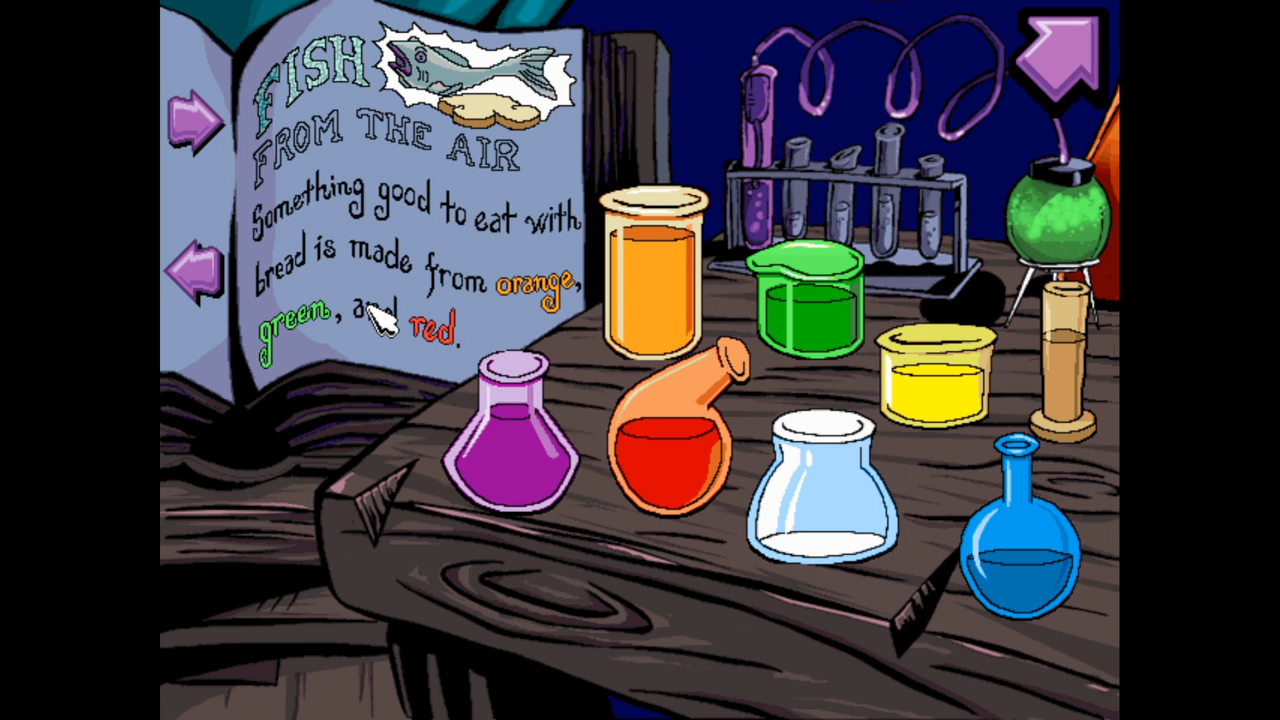 FISH
FROM THE AIR
Something good to eat with
bread is made from orange,
green, and red.